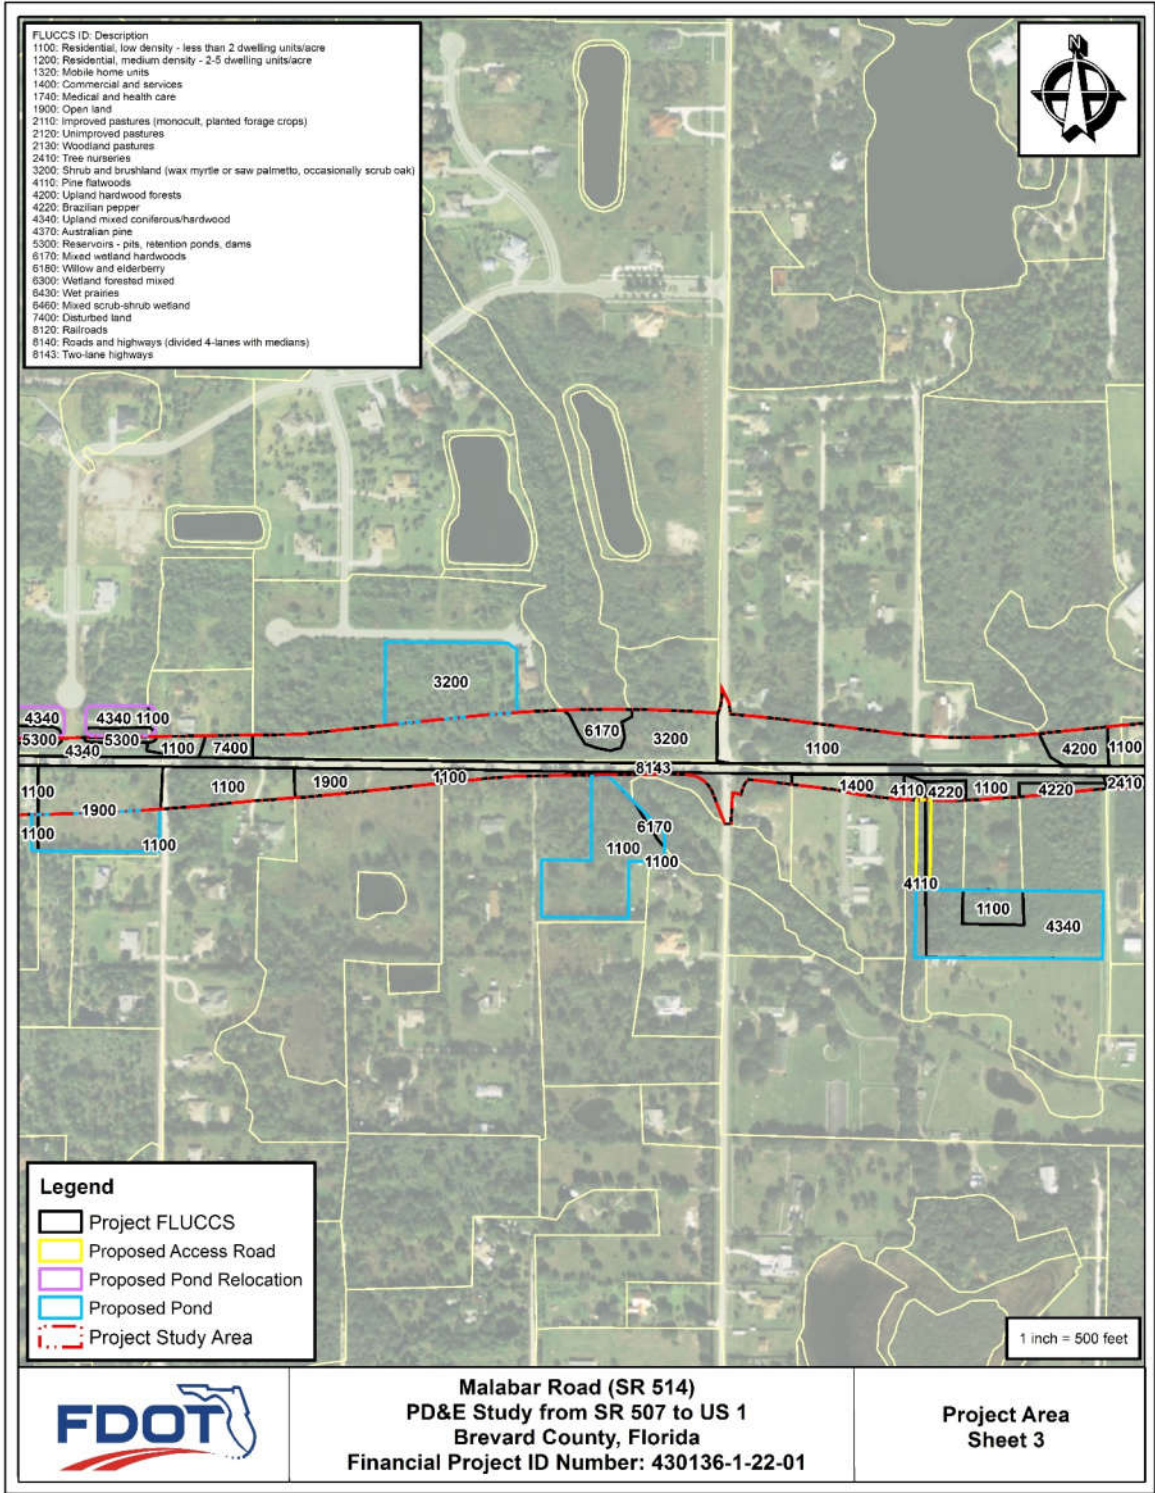 FLUCCS ID: Description
1100: Residential, low density - less than 2 dwelling units/acre
1200: Residential, medium density - 2-5 dwelling units/acre
1320: Mobile home units
1400: Commercial and services
1740: Medical and health care
1900: Open land
2110: Improved pastures (monocult, planted forage crops)
2120: Unimproved pastures
2130: Woodland pastures
2410: Tree nurseries
3200: Shrub and brushland (wax myrtle or saw palmetto, occasionally scrub oak)
4110: Pine flatwoods
4200: Upland hardwood forests
4220: Brazilian pepper
4340: Upland mixed coniferous/hardwood
4370: Australian pine
5300: Reservoirs - pits, retention ponds, dams
6170: Mixed wetland hardwoods
6180: Willow and elderberry
6300: Wetland forested mixed
6430: Wet prairies
6460: Mixed scrub-shrub wetland
7400: Disturbed land
8120: Railroads
8140: Roads and highways (divided 4-lanes with medians)
8143: Two-lane highways
N
3200
4340 4340 1100
6170
5300 5300 3200
4340 1100 7400 1100 4200 1100
8143
1100 1100 1900 1100 1400 4110 4220 1100 4220 2410
1900
6170
1100 1100 1100
1100
4110
1100
4340
Legend
Project FLUCCS
Proposed Access Road
Proposed Pond Relocation
Proposed Pond
Project Study Area
1 inch = 500 feet
FDOT
Malabar Road (SR 514)
PD&E Study from SR 507 to US 1
Brevard County, Florida
Financial Project ID Number: 430136-1-22-01
Project Area
Sheet 3